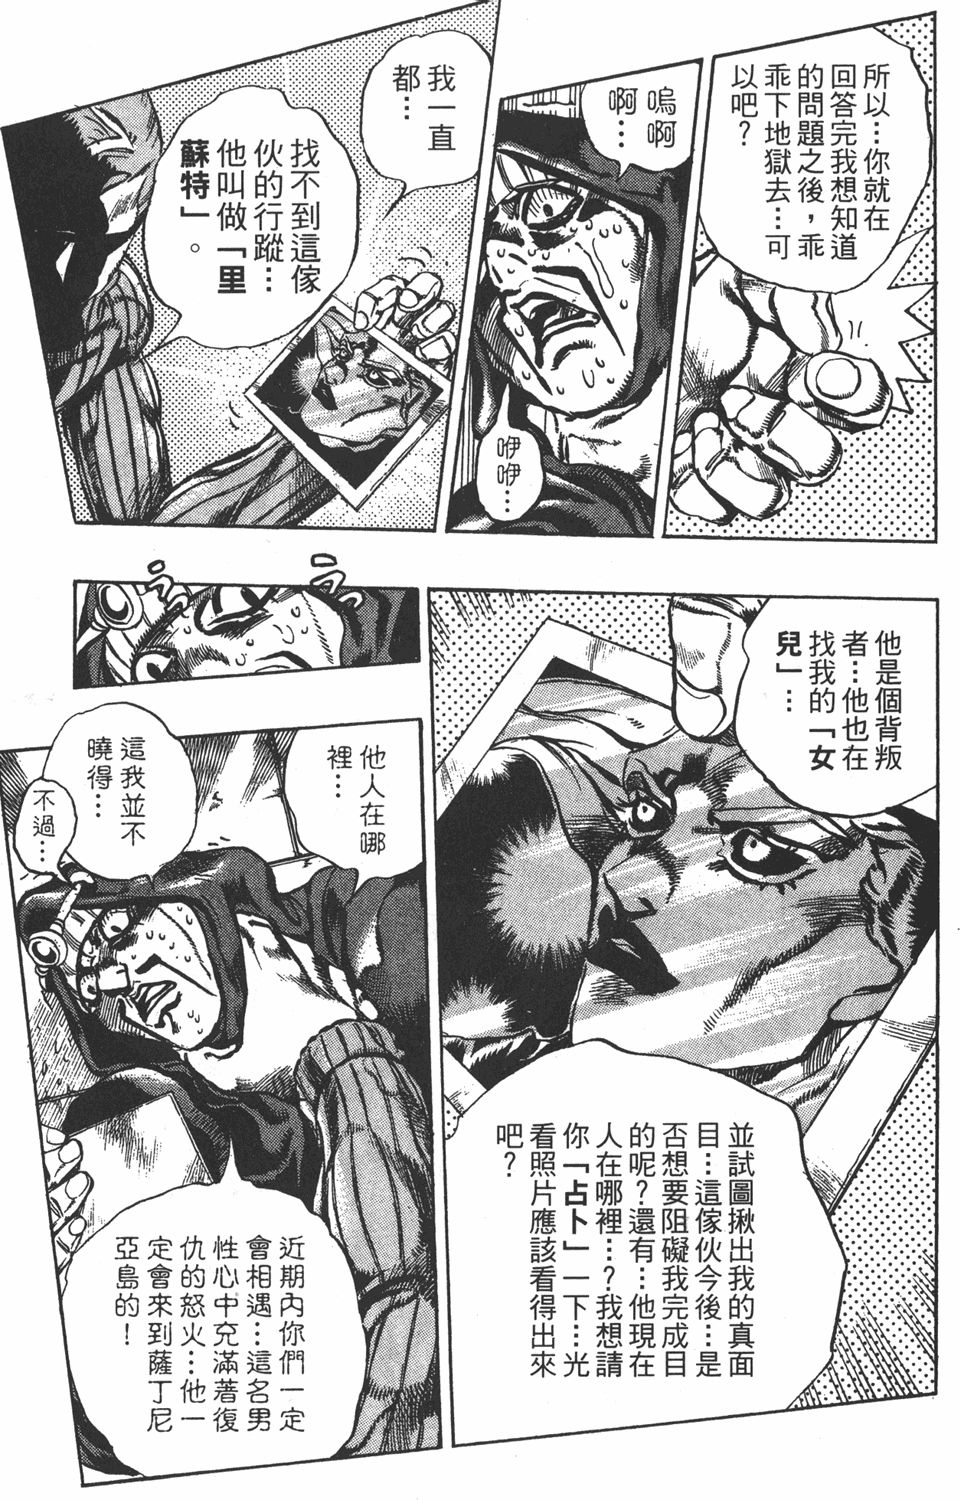 所以⋯你就在
回答完我想知道
的問題之後，乖
乖下地獄去⋯可
以吧？
嗚啊
啊⋯
咿
咿⋯
我一直
都⋯
找不到這傢
伙的行蹤⋯
他叫做「里
蘇特」。
他是個背叛
者⋯他也在
找我的「女
兒」⋯
並試圖揪出我的真面
目⋯這傢伙今後⋯是
否想要阻礙我完成目
的呢？還有⋯他現在
人在哪裡⋯？我想請
你「占卜」一下⋯光
看照片應該看得出來
吧？
うう
他人在哪
裡⋯
這我並不
曉得⋯
不過⋯
近期內你們一定
會相遇⋯這名男
性心中充滿著復
仇的怒火⋯他一
定會來到薩丁尼
亞島的！